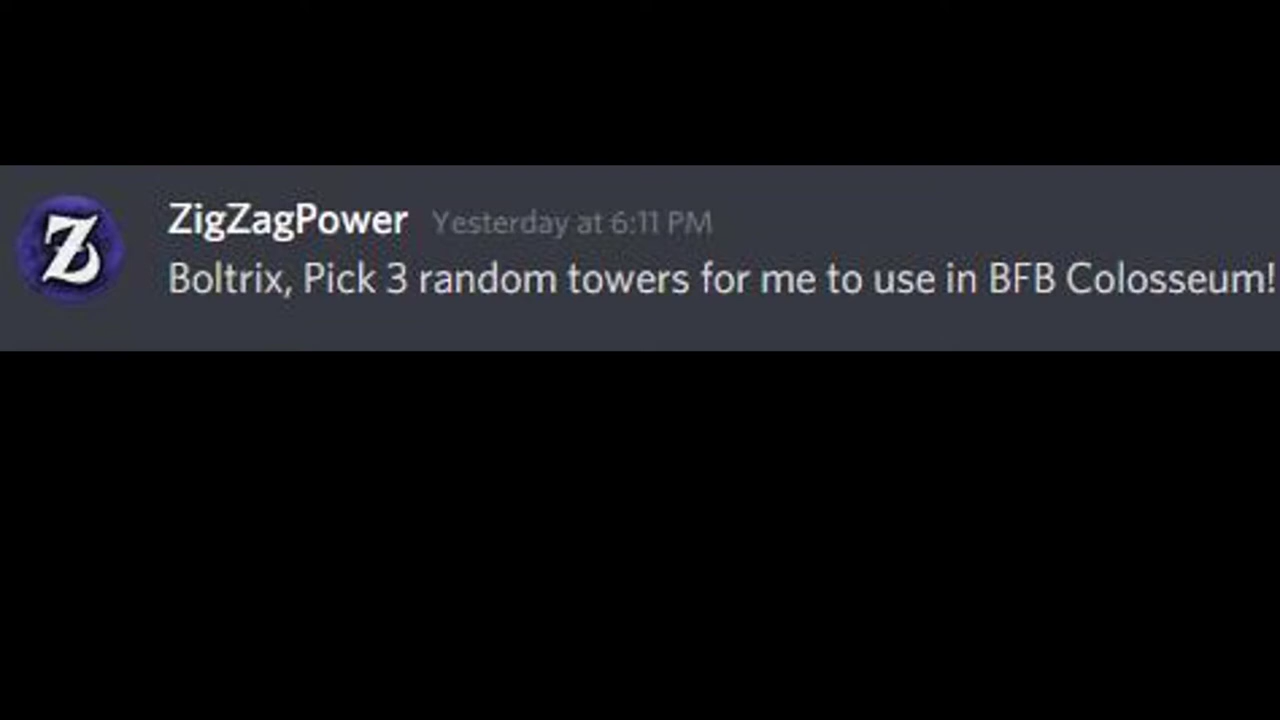 Z
ZigZagPower Yesterday at 6:11 PM
Boltrix, Pick 3 random towers for me to use in BFB Colosseum!